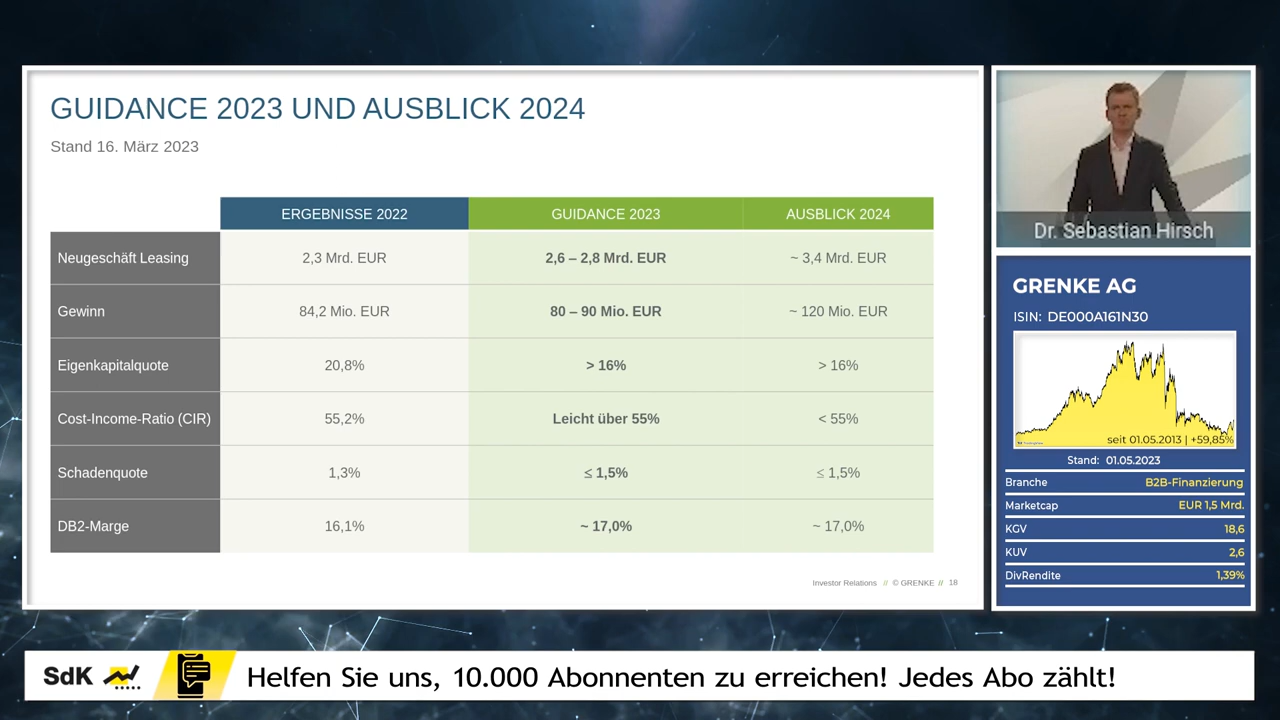 GUIDANCE 2023 UND AUSBLICK 2024
Stand 16. März 2023
ERGEBNISSE 2022 GUIDANCE 2023 AUSBLICK 2024
Neugeschäft Leasing 2,3 Mrd. EUR 2,6 – 2,8 Mrd. EUR ~ 3,4 Mrd. EUR
Gewinn 84,2 Mio. EUR 80 – 90 Mio. EUR ~ 120 Mio. EUR
Eigenkapitalquote 20,8% > 16% > 16%
Cost-Income-Ratio (CIR) 55,2% Leicht über 55% < 55%
Schadenquote 1,3% ≤ 1,5% ≤ 1,5%
DB2-Marge 16,1% ~ 17,0% ~ 17,0%
Investor Relations // © GRENKE // 18
Dr. Sebastian Hirsch
GRENKE AG
ISIN: DE000A161N30
seit 01.05.2013 | +59,85%
Stand: 01.05.2023
Branche B2B-Finanzierung
Marketcap EUR 1,5 Mrd.
KGV 18,6
KUV 2,6
DivRendite 1,39%
SdK Helfen Sie uns, 10.000 Abonnenten zu erreichen! Jedes Abo zählt!